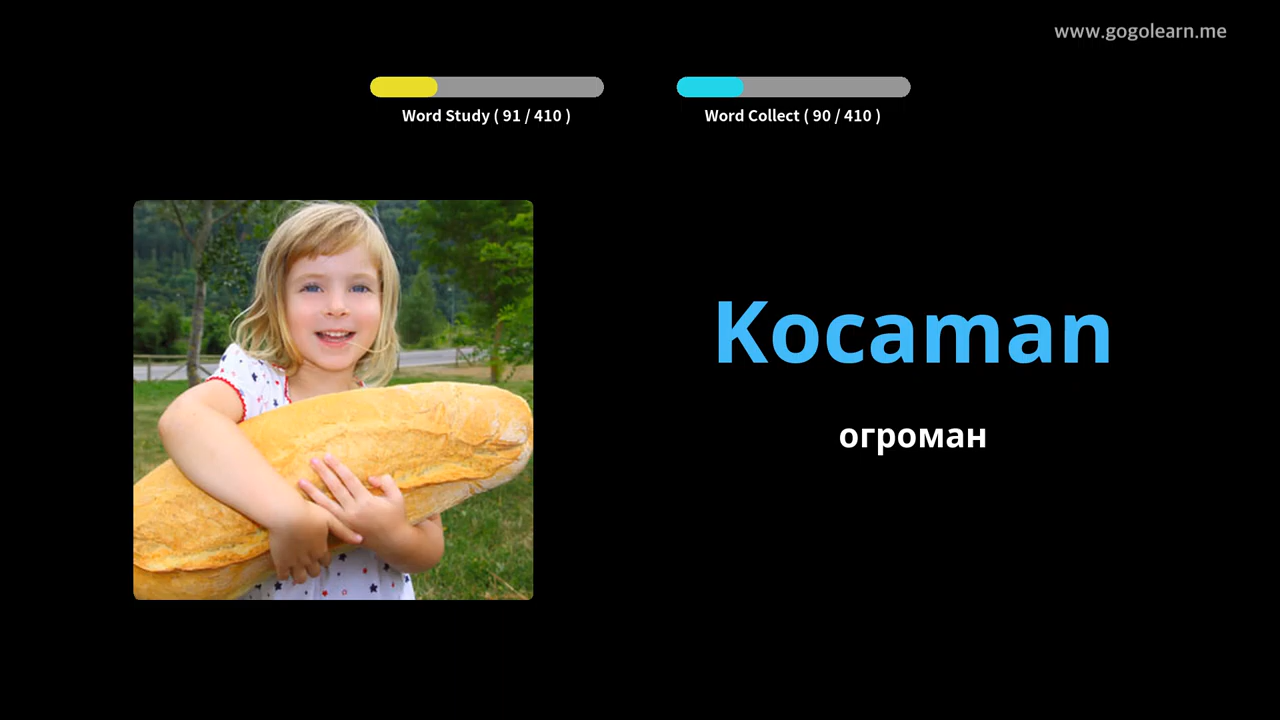 www.gogolearn.me
Word Study ( 91 / 410 )
Word Collect ( 90 / 410 )
Kocaman
огроман